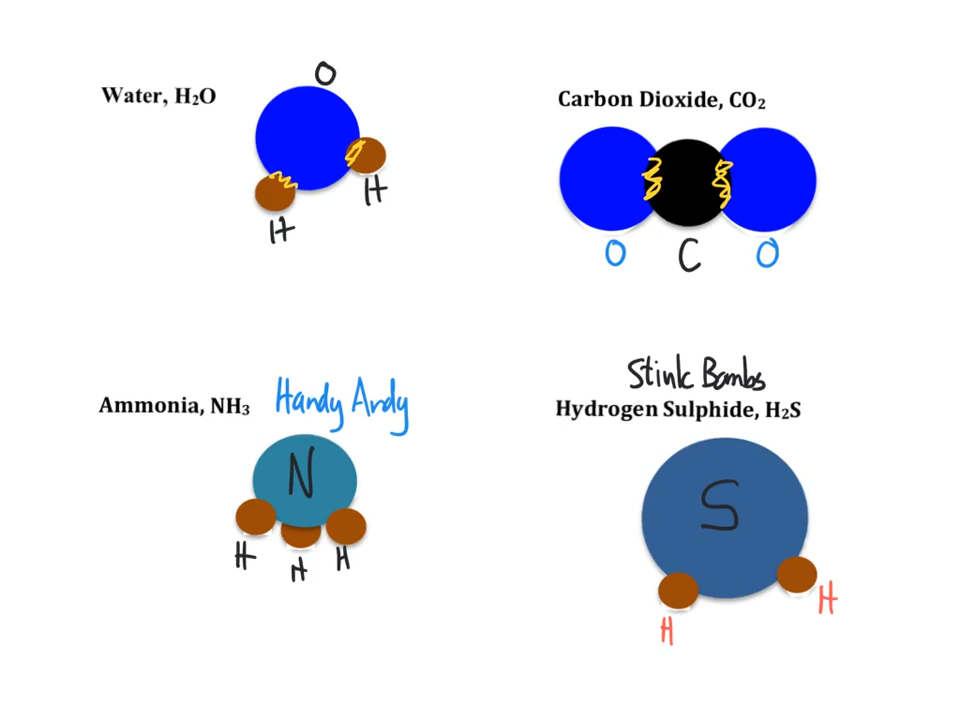 Water, H₂O
O
H
H
Carbon Dioxide, CO₂
O C O
Ammonia, NH₃ Handy Andy
N
H H H
Stink Bombs
Hydrogen Sulphide, H₂S
S
H
H